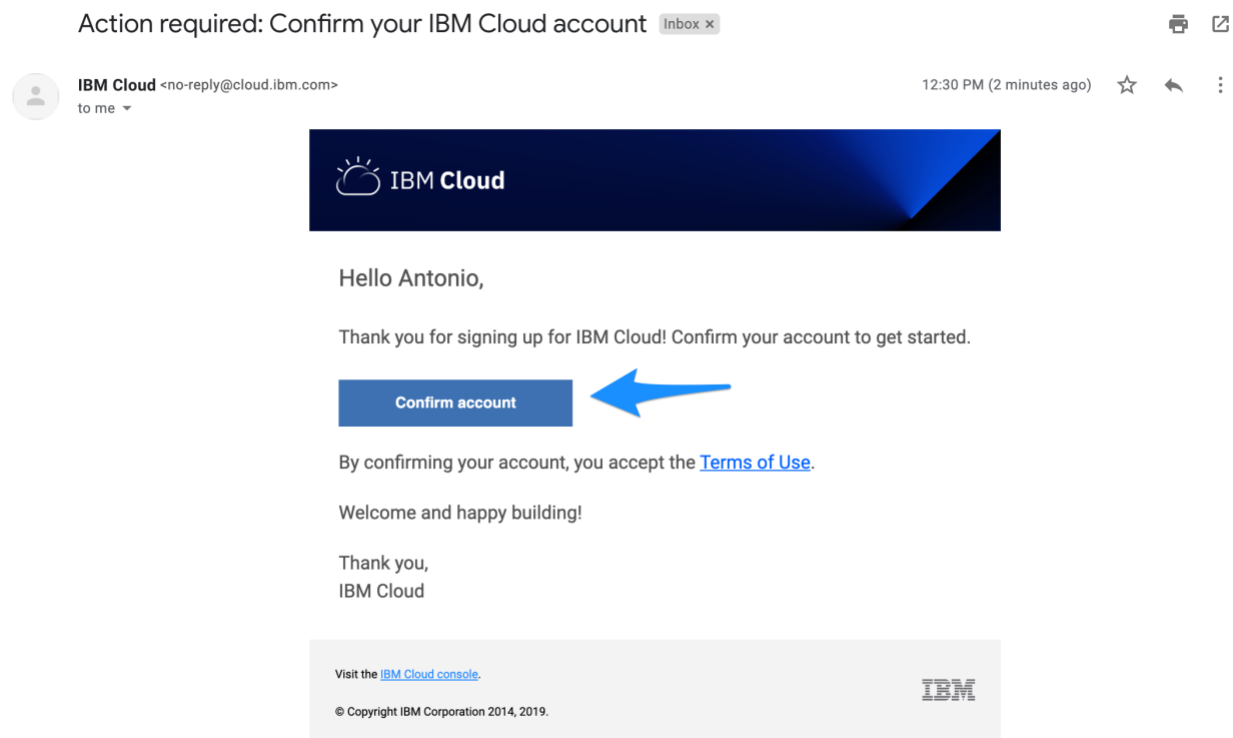 Action required: Confirm your IBM Cloud account Inbox ×
IBM Cloud <no-reply@cloud.ibm.com> 12:30 PM (2 minutes ago)
to me
IBM Cloud
Hello Antonio,
Thank you for signing up for IBM Cloud! Confirm your account to get started.
Confirm account
By confirming your account, you accept the Terms of Use.
Welcome and happy building!
Thank you,
IBM Cloud
Visit the IBM Cloud console.
IBM
© Copyright IBM Corporation 2014, 2019.